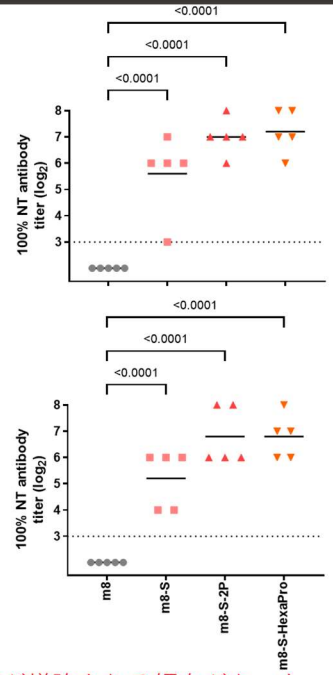 <0.0001
<0.0001
<0.0001
100% NT antibody
titer (log2)
8
7
6
5
4
3
<0.0001
<0.0001
<0.0001
100% NT antibody
titer (log2)
8
7
6
5
4
3
m8
m8-S
m8-S-2P
m8-S-HexaPro